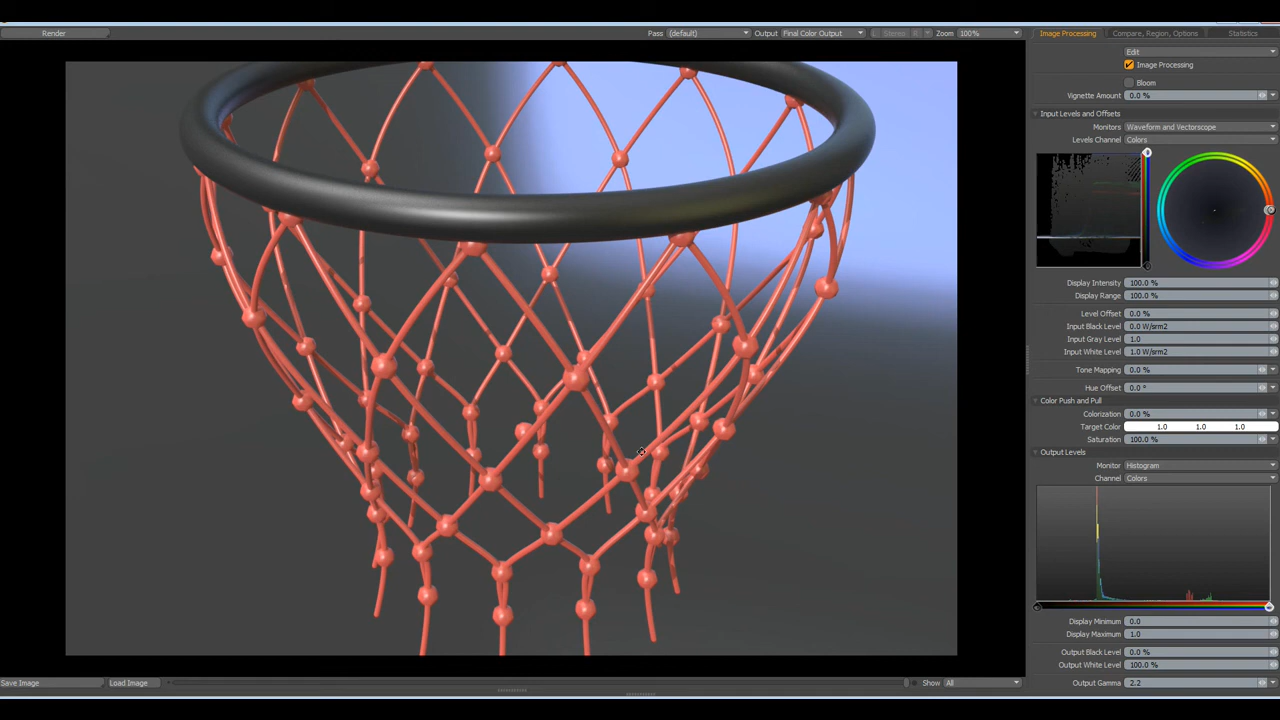 Render
Pass (default) Output Final Color Output Stereo Zoom 100%
Image Processing Compare, Region, Options Statistics
Edit
Image Processing
Bloom
Vignette Amount 0.0 %
Input Levels and Offsets
Monitors Waveform and Vectorscope
Levels Channel Colors
Display Intensity 100.0 %
Display Range 100.0 %
Level Offset 0.0 %
Input Black Level 0.0 W/srm2
Input Gray Level 1.0
Input White Level 1.0 W/srm2
Tone Mapping 0.0 %
Hue Offset 0.0 °
Color Push and Pull
Colorization 0.0 %
Target Color 1.0 1.0 1.0
Saturation 100.0 %
Output Levels
Monitor Histogram
Channel Colors
Display Minimum 0.0
Display Maximum 1.0
Output Black Level 0.0 %
Output White Level 100.0 %
Output Gamma 2.2
Save Image Load Image Show All